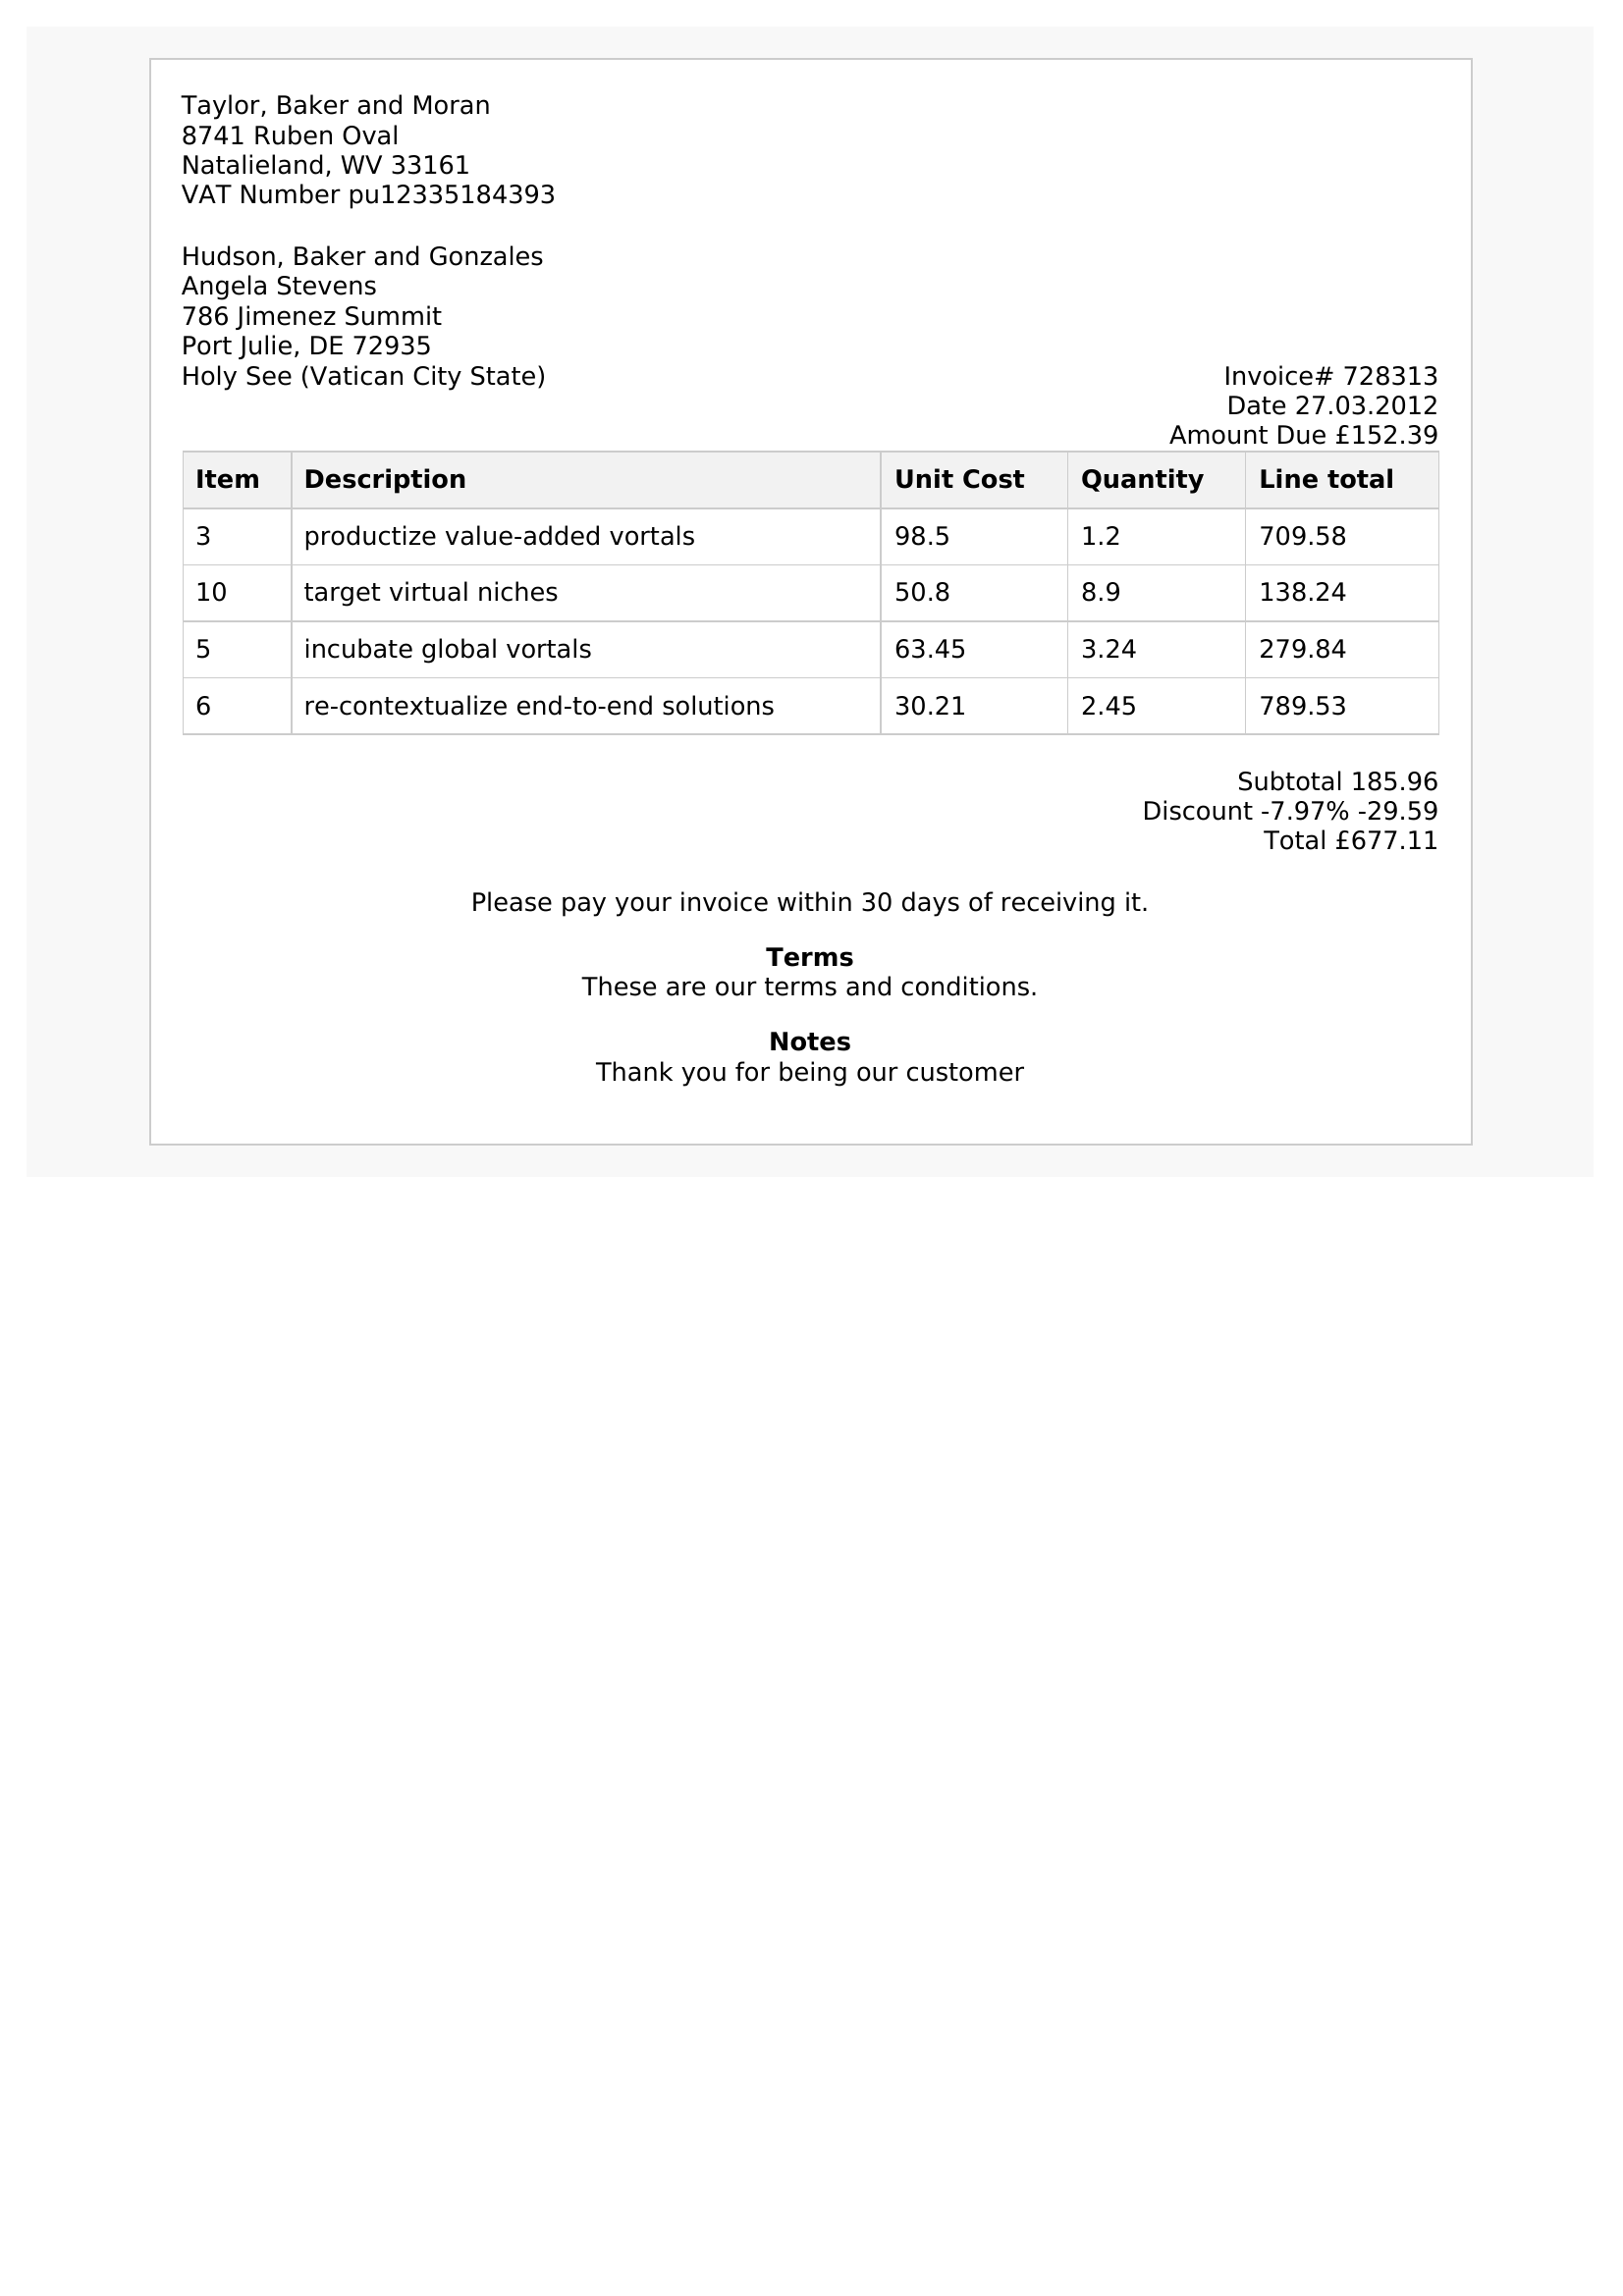 Taylor, Baker and Moran
8741 Ruben Oval
Natalieland, WV 33161
VAT Number pu12335184393
Hudson, Baker and Gonzales
Angela Stevens
786 Jimenez Summit
Port Julie, DE 72935
Holy See (Vatican City State)
Invoice# 728313
Date 27.03.2012
Amount Due £152.39
Item Description Unit Cost Quantity Line total
3 productize value-added vortals 98.5 1.2 709.58
10 target virtual niches 50.8 8.9 138.24
5 incubate global vortals 63.45 3.24 279.84
6 re-contextualize end-to-end solutions 30.21 2.45 789.53
Subtotal 185.96
Discount -7.97% -29.59
Total £677.11
Please pay your invoice within 30 days of receiving it.
Terms
These are our terms and conditions.
Notes
Thank you for being our customer